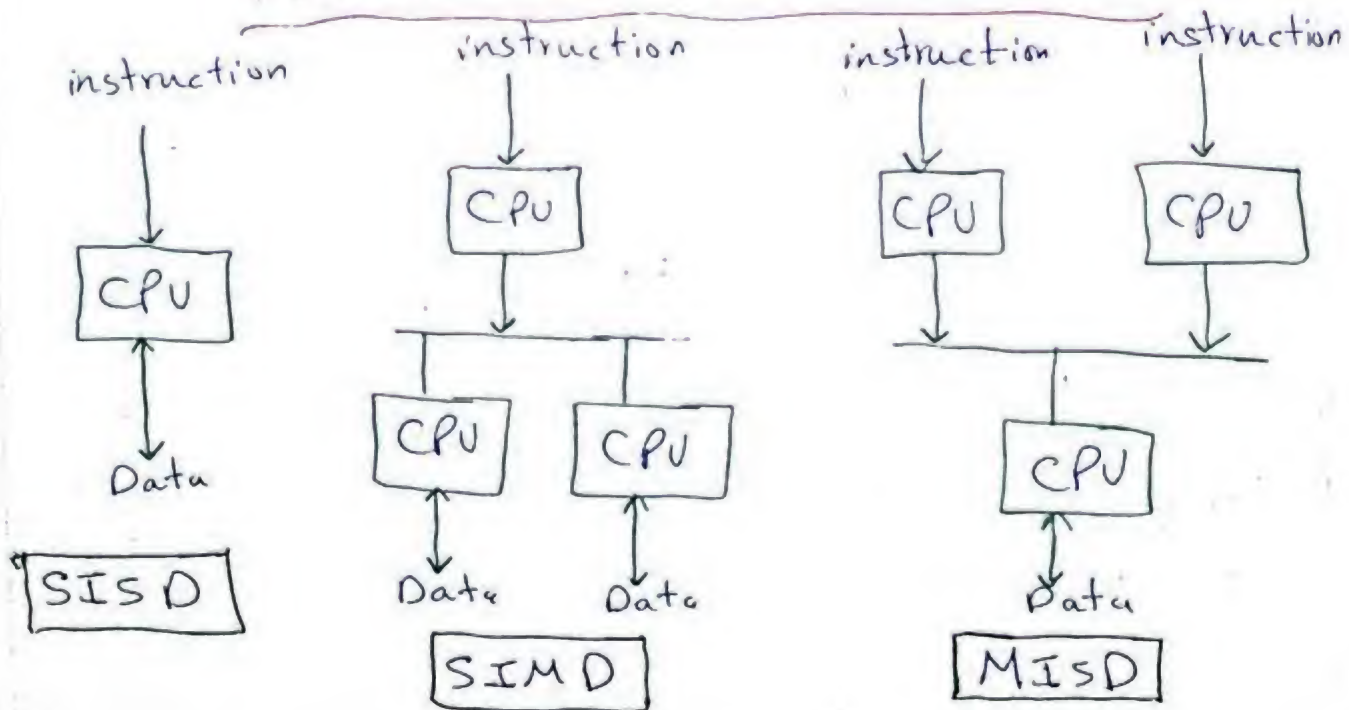 instruction
instruction
instruction
instruction
CPU
CPU
CPU
CPU
CPU
CPU
CPU
Data
Data
Data
Data
SISD
SIMD
MISD